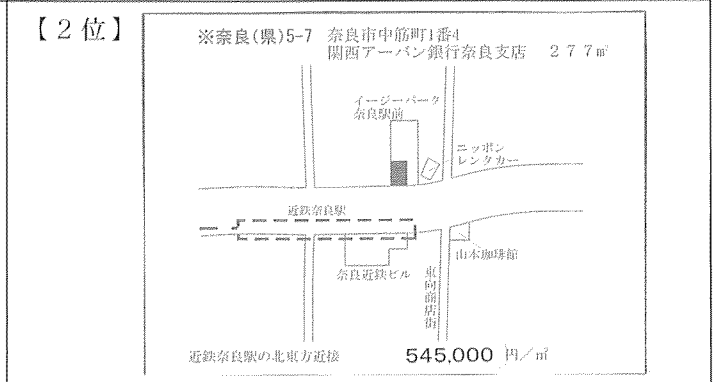 【2位】
※奈良(県)5-7 奈良市中筋町1番4
関西アーバン銀行奈良支店 277㎡
イージーパーク
奈良駅前
ニッポン
レンタカー
近鉄奈良駅
山本珈琲館
奈良近鉄ビル
東向商店街
近鉄奈良駅の北東方近接 545,000 円/㎡